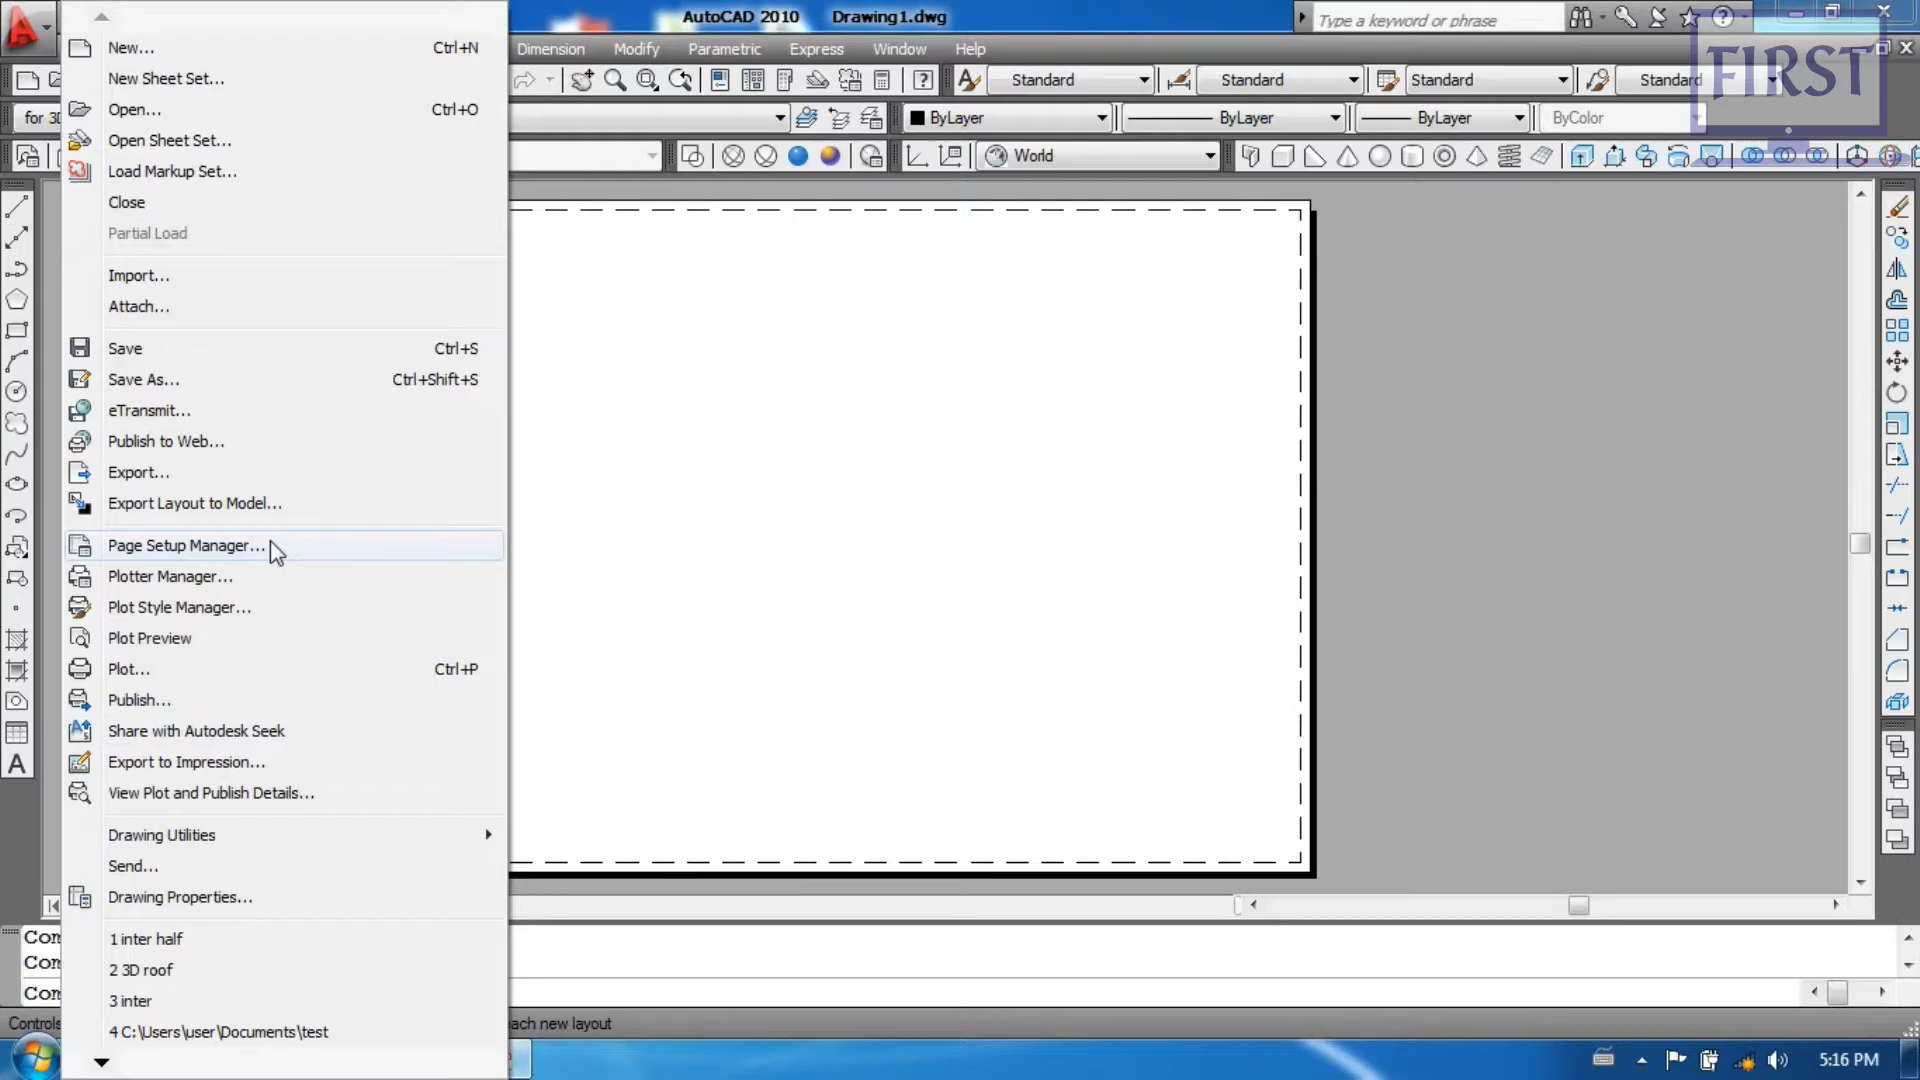 AutoCAD 2010 Drawing1.dwg
Type a keyword or phrase
FIRST
Dimension Modify Parametric Express Window Help
Standard Standard Standard Standard
for 3D
ByLayer ByLayer ByLayer ByColor
World
New... Ctrl+N
New Sheet Set...
Open... Ctrl+O
Open Sheet Set...
Load Markup Set...
Close
Partial Load
Import...
Attach...
Save Ctrl+S
Save As... Ctrl+Shift+S
eTransmit...
Publish to Web...
Export...
Export Layout to Model...
Page Setup Manager...
Plotter Manager...
Plot Style Manager...
Plot Preview
Plot... Ctrl+P
Publish...
Share with Autodesk Seek
Export to Impression...
View Plot and Publish Details...
Drawing Utilities
Send...
Drawing Properties...
1 inter half
2 3D roof
3 inter
4 C:\Users\user\Documents\test
Com
Com
Com
Controls
ach new layout
5:16 PM